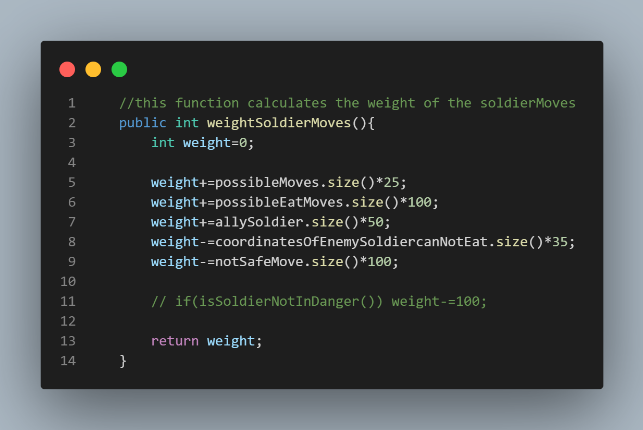 1 //this function calculates the weight of the soldierMoves
2 public int weightSoldierMoves(){
3 int weight=0;
4
5 weight+=possibleMoves.size()*25;
6 weight+=possibleEatMoves.size()*100;
7 weight+=allySoldier.size()*50;
8 weight-=coordinatesOfEnemySoldiercanNotEat.size()*35;
9 weight-=notSafeMove.size()*100;
10
11 // if(isSoldierNotInDanger()) weight-=100;
12
13 return weight;
14 }